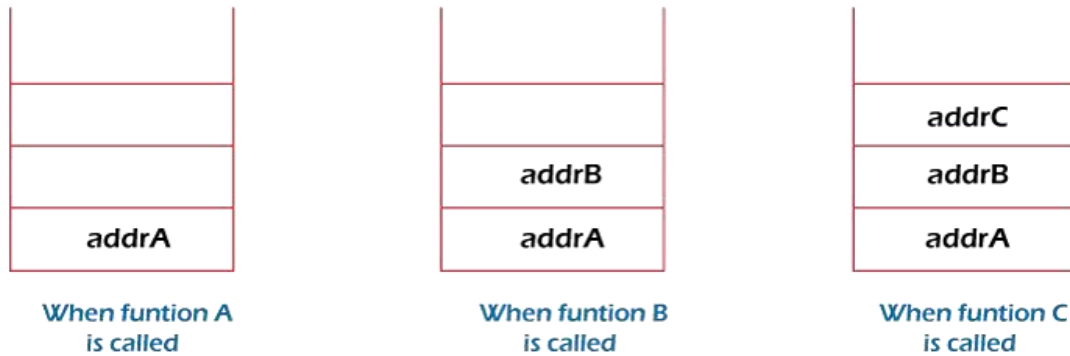 addrA
When funtion A
is called
addrB
addrA
When funtion B
is called
addrC
addrB
addrA
When funtion C
is called